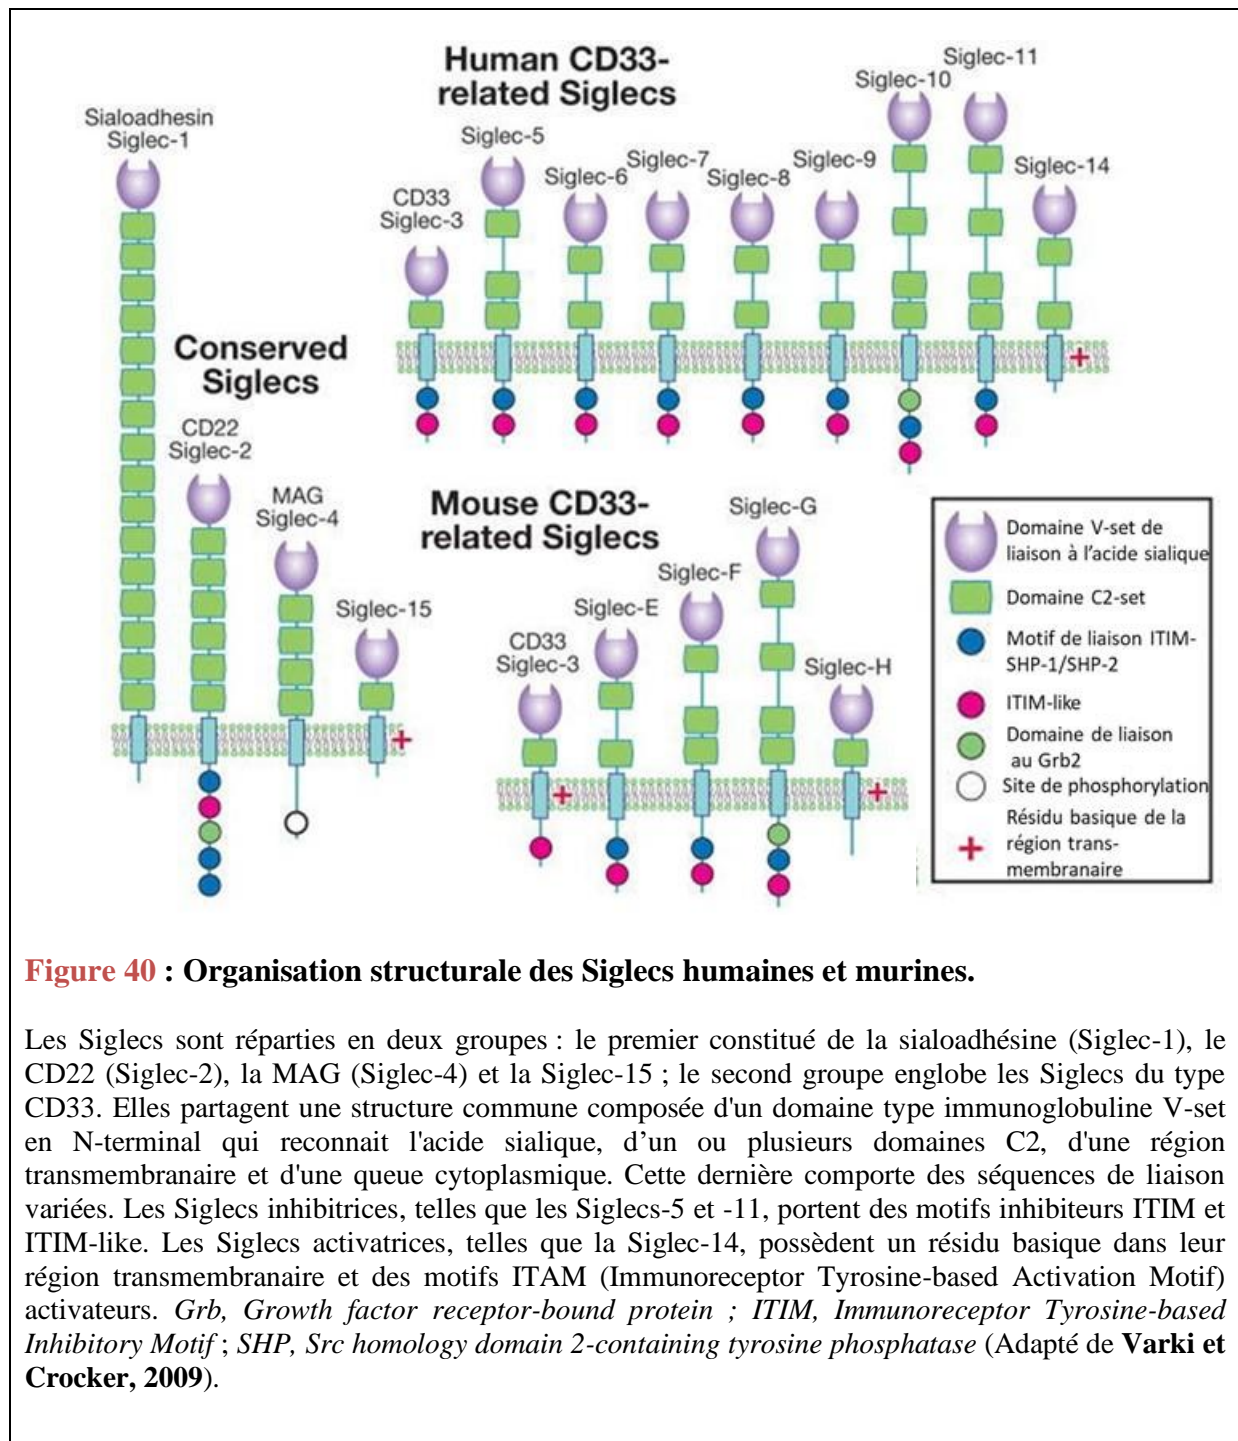 Human CD33-
related Siglecs
Sialoadhesin
Siglec-1
CD33
Siglec-3
Siglec-5
Siglec-6
Siglec-7
Siglec-8
Siglec-9
Siglec-10
Siglec-11
Siglec-14
+
Conserved
Siglecs
CD22
Siglec-2
MAG
Siglec-4
Siglec-15
+
Mouse CD33-
related Siglecs
CD33
Siglec-3
+
Siglec-E
Siglec-F
Siglec-G
Siglec-H
+
Domaine V-set de
liaison à l'acide sialique
Domaine C2-set
Motif de liaison ITIM-
SHP-1/SHP-2
ITIM-like
Domaine de liaison
au Grb2
Site de phosphorylation
+
Résidu basique de la
région trans-
membranaire
Figure 40 : Organisation structurale des Siglecs humaines et murines.
Les Siglecs sont réparties en deux groupes : le premier constitué de la sialoadhésine (Siglec-1), le
CD22 (Siglec-2), la MAG (Siglec-4) et la Siglec-15 ; le second groupe englobe les Siglecs du type
CD33. Elles partagent une structure commune composée d'un domaine type immunoglobuline V-set
en N-terminal qui reconnait l'acide sialique, d’un ou plusieurs domaines C2, d'une région
transmembranaire et d'une queue cytoplasmique. Cette dernière comporte des séquences de liaison
variées. Les Siglecs inhibitrices, telles que les Siglecs-5 et -11, portent des motifs inhibiteurs ITIM et
ITIM-like. Les Siglecs activatrices, telles que la Siglec-14, possèdent un résidu basique dans leur
région transmembranaire et des motifs ITAM (Immunoreceptor Tyrosine-based Activation Motif)
activateurs. Grb, Growth factor receptor-bound protein ; ITIM, Immunoreceptor Tyrosine-based
Inhibitory Motif ; SHP, Src homology domain 2-containing tyrosine phosphatase (Adapté de Varki et
Crocker, 2009).